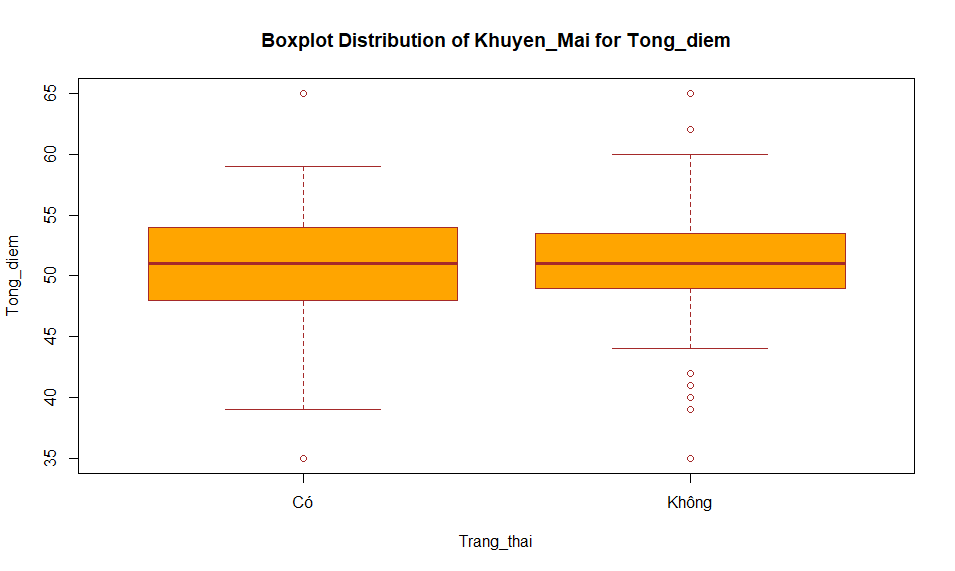 Boxplot Distribution of Khuyen_Mai for Tong_diem
Tong_diem
65
60
55
50
45
40
35
Có
Không
Trang_thai